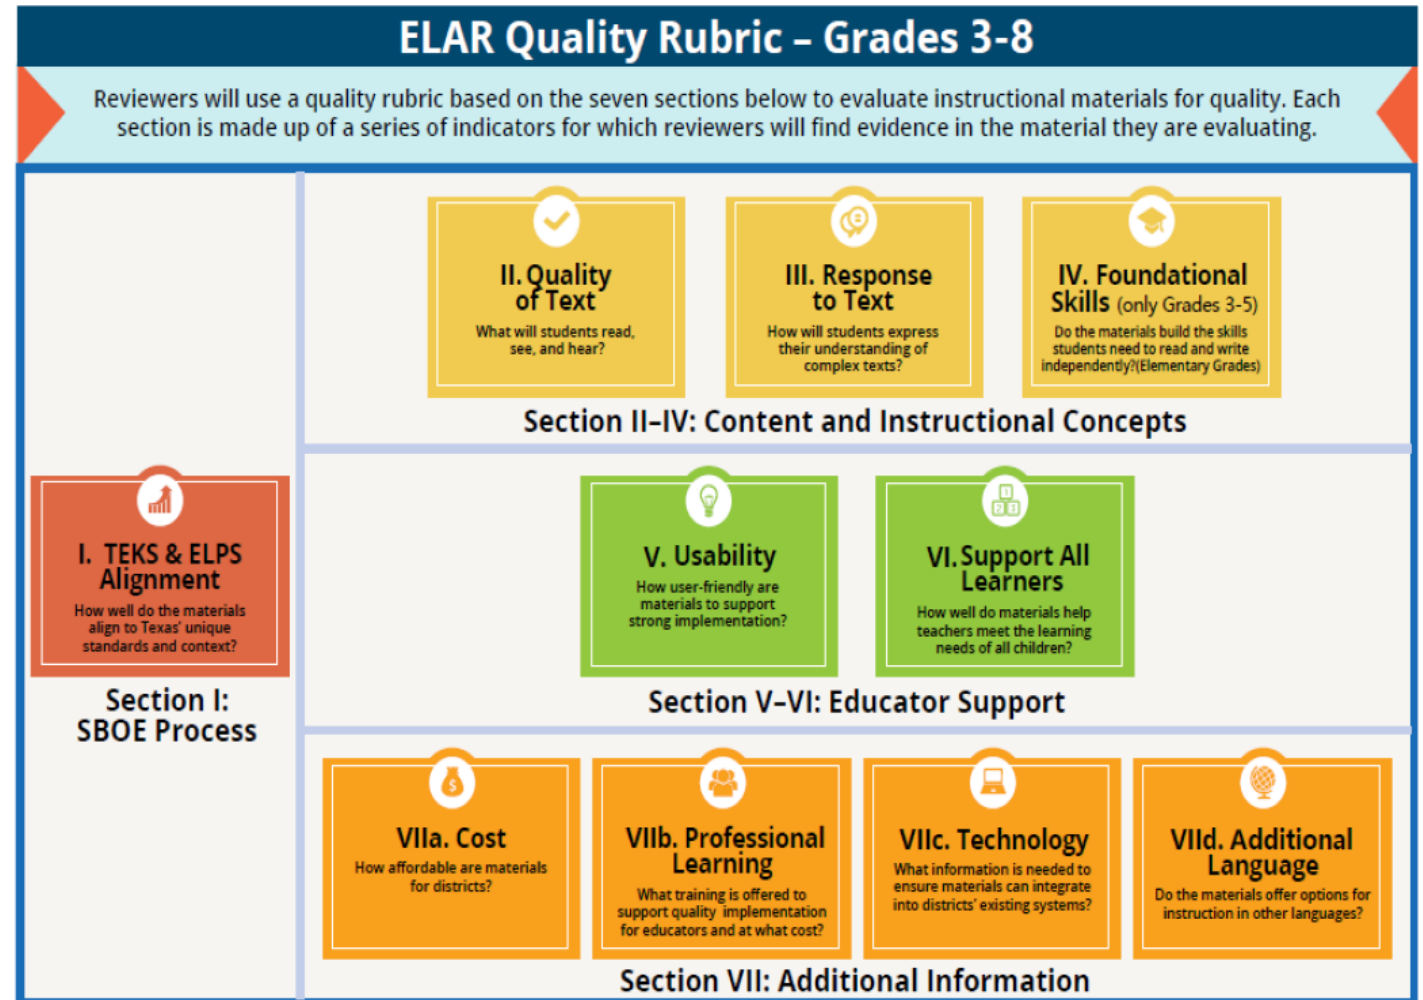 ELAR Quality Rubric – Grades 3-8
Reviewers will use a quality rubric based on the seven sections below to evaluate instructional materials for quality. Each
section is made up of a series of indicators for which reviewers will find evidence in the material they are evaluating.
I. TEKS & ELPS
Alignment
How well do the materials
align to Texas' unique
standards and context?
Section I:
SBOE Process
II. Quality
of Text
What will students read,
see, and hear?
III. Response
to Text
How will students express
their understanding of
complex texts?
IV. Foundational
Skills (only Grades 3-5)
Do the materials build the skills
students need to read and write
independently?(Elementary Grades)
Section II–IV: Content and Instructional Concepts
V. Usability
How user-friendly are
materials to support
strong implementation?
1
2 3
VI. Support All
Learners
How well do materials help
teachers meet the learning
needs of all children?
Section V–VI: Educator Support
$
VIIa. Cost
How affordable are materials
for districts?
VIIb. Professional
Learning
What training is offered to
support quality implementation
for educators and at what cost?
VIIc. Technology
What information is needed to
ensure materials can integrate
into districts' existing systems?
VIId. Additional
Language
Do the materials offer options for
instruction in other languages?
Section VII: Additional Information